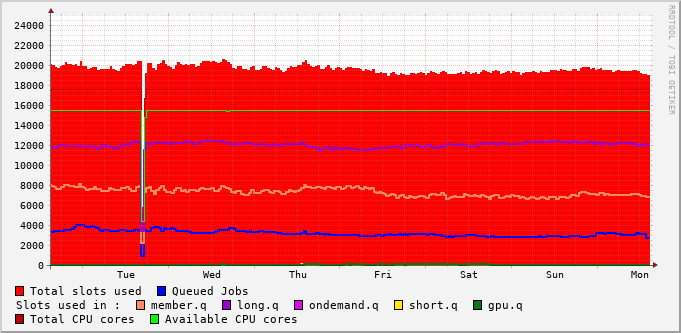 RRDTOOL / TOBI OETIKER
24000
22000
20000
18000
16000
14000
12000
10000
8000
6000
4000
2000
0
Tue Wed Thu Fri Sat Sun Mon
Total slots used Queued Jobs
Slots used in : member.q long.q ondemand.q short.q gpu.q
Total CPU cores Available CPU cores